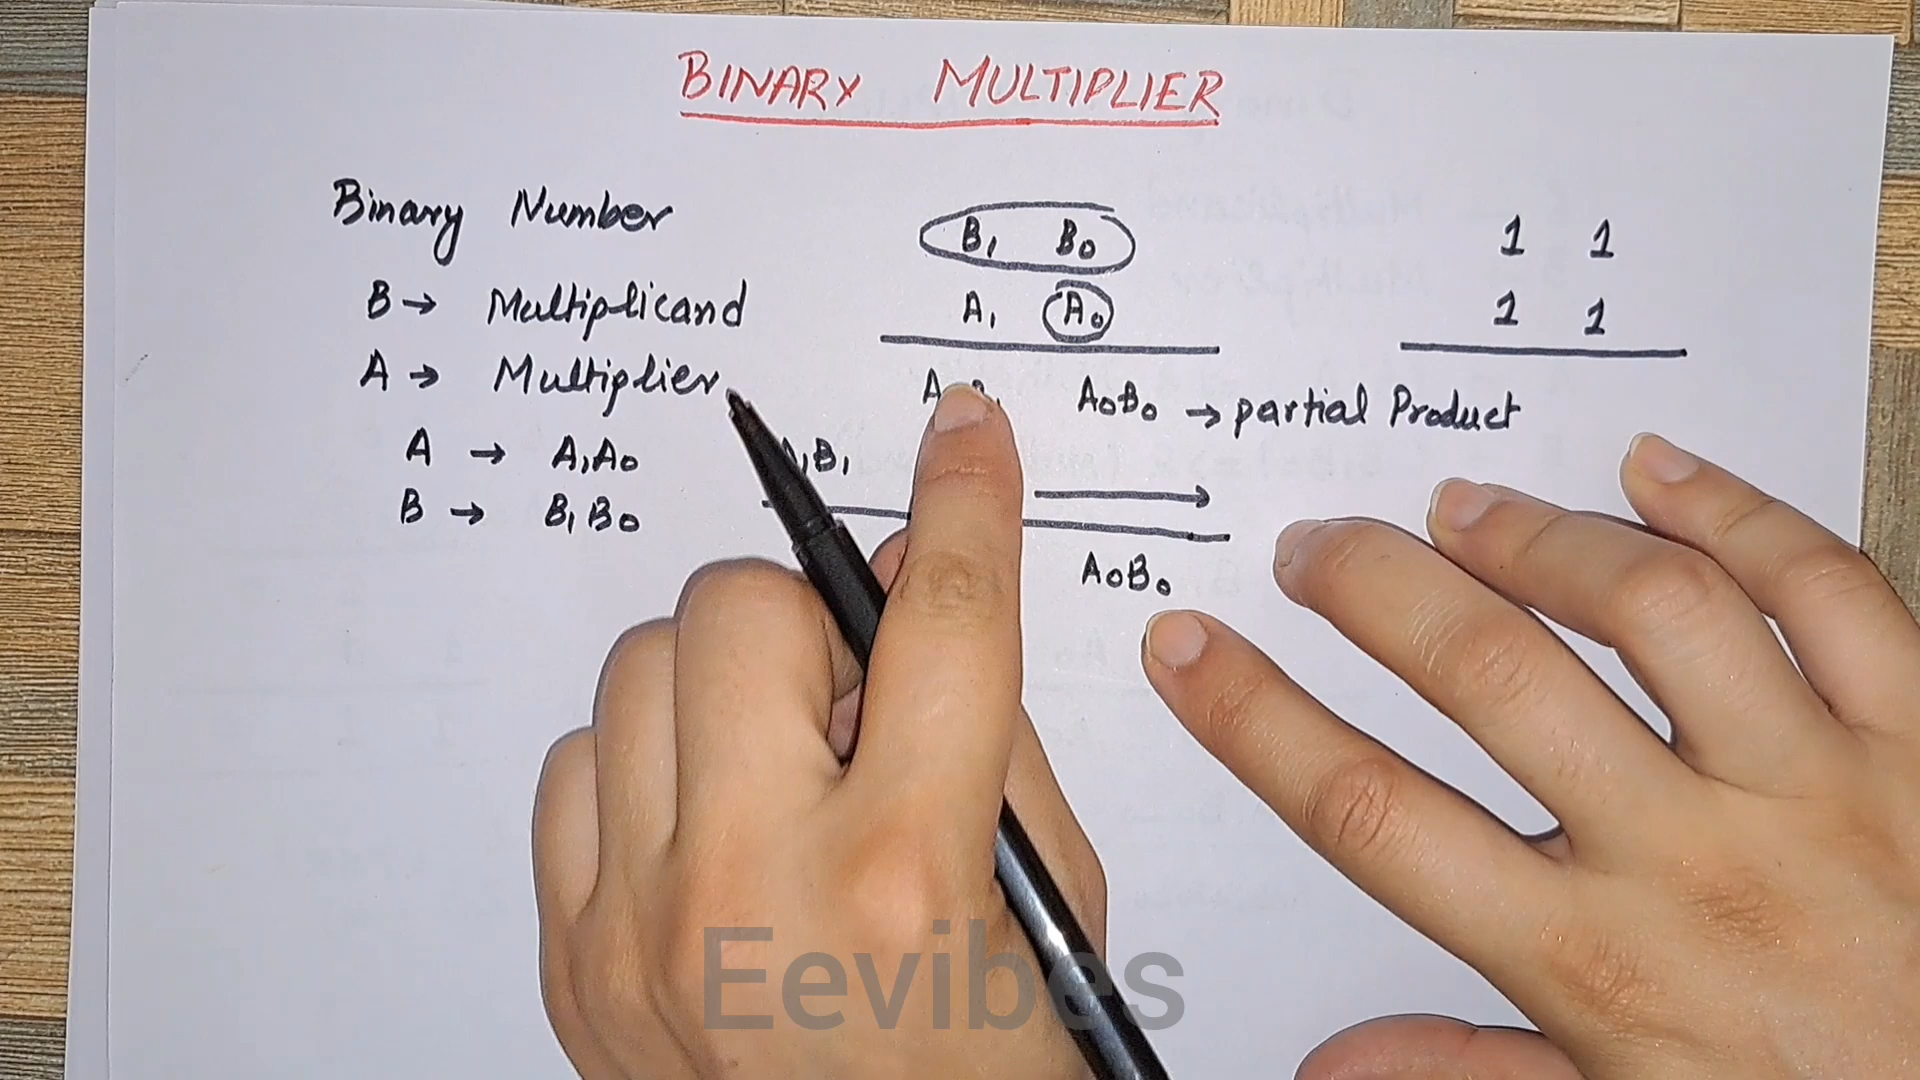 BINARY MULTIPLIER
Binary Number
B → Multiplicand
A → Multiplier
A → A1A0
B → B1B0
B1 B0
A1 A0
A0B0 → partial Product
A1B1
A0B0
1 1
1 1
Eevibes